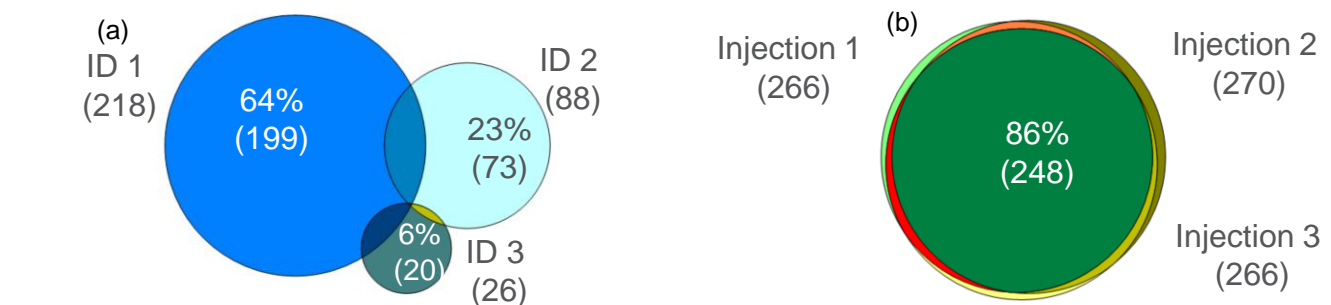 (a)
ID 1
(218)
64%
(199)
ID 2
(88)
23%
(73)
6%
(20)
ID 3
(26)
(b)
Injection 1
(266)
Injection 2
(270)
86%
(248)
Injection 3
(266)